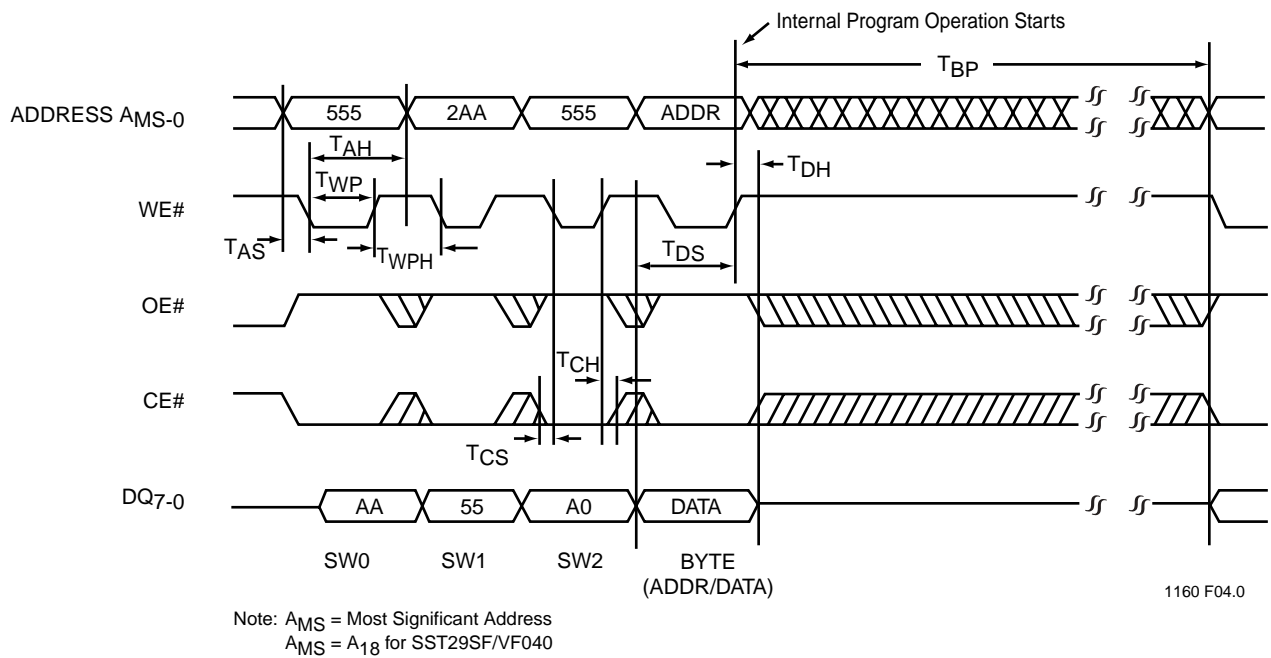 Internal Program Operation Starts
TBP
ADDRESS AMS-0
555
2AA
555
ADDR
TAH
TDH
TWP
WE#
TAS
TWPH
TDS
OE#
TCH
CE#
TCS
DQ7-0
AA
55
A0
DATA
SW0
SW1
SW2
BYTE
(ADDR/DATA)
1160 F04.0
Note: AMS = Most Significant Address
AMS = A18 for SST29SF/VF040